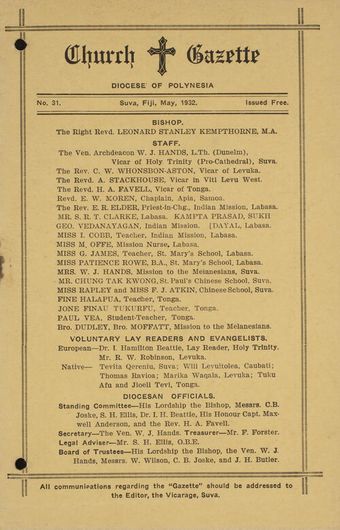 Church Gazette
DIOCESE OF POLYNESIA
No. 31. Suva, Fiji, May, 1932. Issued Free.
BISHOP.
The Right Revd. LEONARD STANLEY KEMPTHORNE, M.A.
STAFF.
The Ven. Archdeacon W. J. HANDS, L.Th. (Dunelm),
Vicar of Holy Trinity (Pro-Cathedral), Suva.
The Rev. C. W. WHONSBON-ASTON, Vicar of Levuka.
The Revd. A. STACKHOUSE, Vicar in Viti Levu West.
The Revd. H. A. FAVELL, Vicar of Tonga.
Revd. E. W. MOREN, Chaplain, Apia, Samoa.
The Rev. E. R. ELDER, Priest-in-Chg., Indian Mission, Labasa.
MR. S. R. T. CLARKE, Labasa. KAMPTA PRASAD, SUKH
GEO. VEDANAYAGAN, Indian Mission. [DAYAL, Labasa.
MISS I. COBB, Teacher, Indian Mission, Labasa.
MISS M, OFFE, Mission Nurse, Labasa.
MISS G. JAMES, Teacher, St. Mary's School, Labasa.
MISS PATIENCE ROWE, B.A., St. Mary's School, Labasa.
MRS. W. J. HANDS, Mission to the Melanesians, Suva.
MR. CHUNG TAK KWONG, St. Paul's Chinese School, Suva.
MISS RAPLEY and MISS F. J. ATKIN, Chinese School, Suva.
FINE HALAPUA, Teacher, Tonga.
JONE FINAU TUKURFU, Teacher, Tonga.
PAUL VEA, Student-Teacher, Tonga.
Bro. DUDLEY, Bro. MOFFATT, Mission to the Melanesians.
VOLUNTARY LAY READERS AND EVANGELISTS.
European—Dr. I. Hamilton Beattie, Lay Reader, Holy Trinity.
Mr. R. W. Robinson, Levuka.
Native— Tevita Qereniu, Suva; Will Levuitolea, Caubati;
Thomas Ravioa; Marika Waqala, Levuka; Tuku
Afu and Jioeli Tevi, Tonga.
DIOCESAN OFFICIALS.
Standing Committee—His Lordship the Bishop, Messrs. C.B.
Joske, S. H. Ellis, Dr. I. H. Beattie, His Honour Capt. Max-
well Anderson, and the Rev. H. A. Favell.
Secretary—The Ven. W. J. Hands. Treasurer—Mr. F. Forster.
Legal Adviser—Mr. S. H. Ellis, O.B.E.
Board of Trustees—His Lordship the Bishop, the Ven. W. J
Hands, Messrs. W. Wilson, C. B. Joske, and J. H. Butler.
All communications regarding the "Gazette" should be addressed to
the Editor, the Vicarage, Suva.